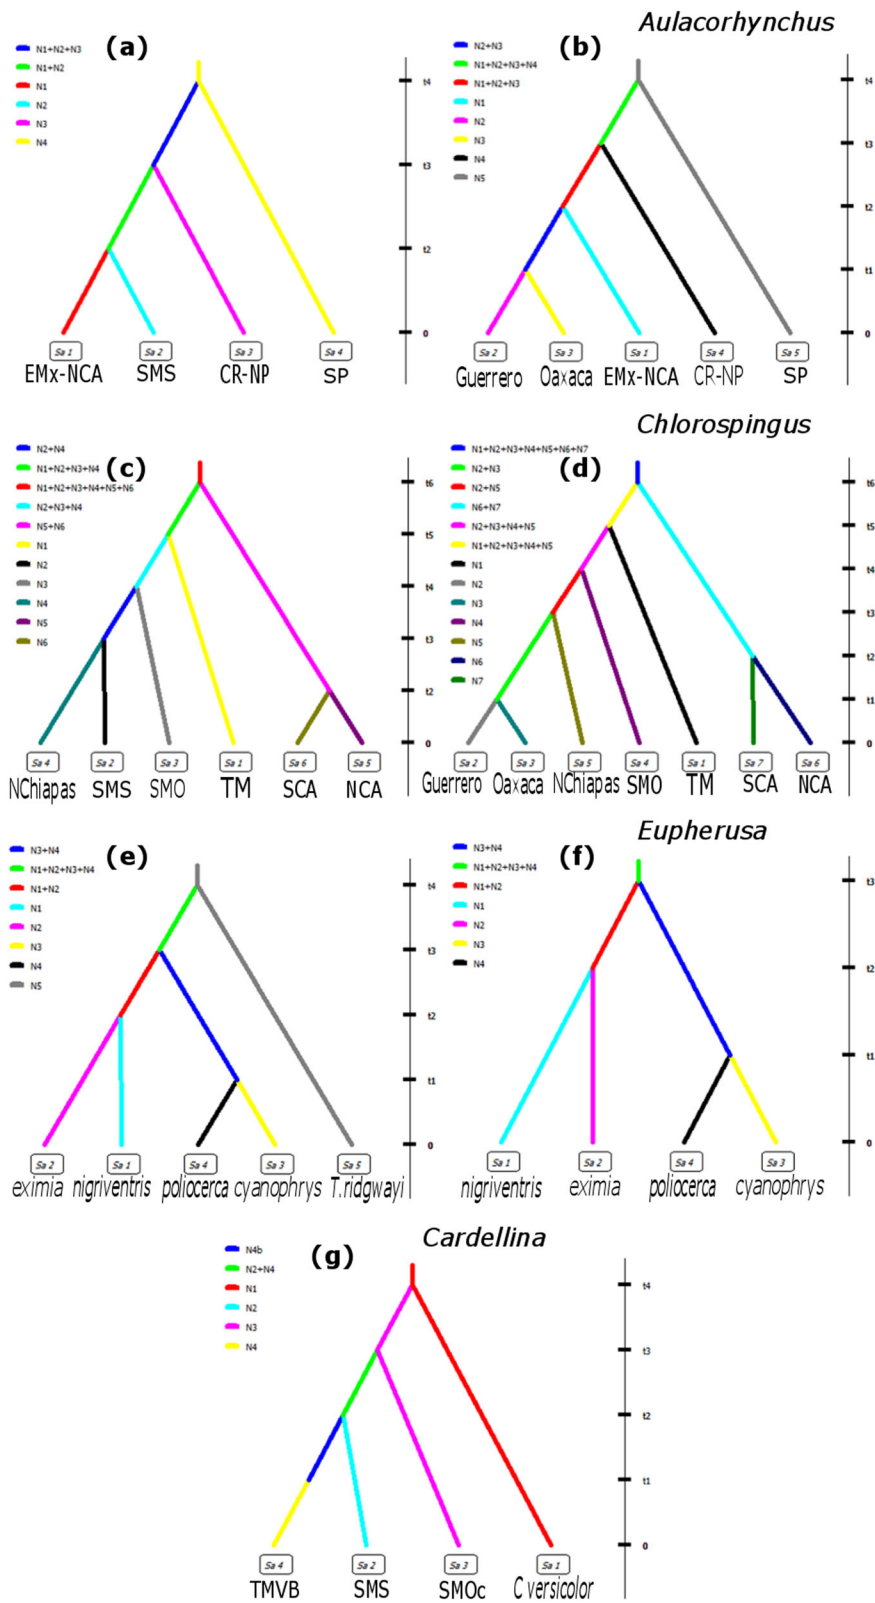 Aulacorhynchus
(a)
N1+N2+N3
N1+N2
N1
N2
N3
N4
t4
t3
t2
0
Sa 1
Sa 2
Sa 3
Sa 4
EMx-NCA
SMS
CR-NP
SP
(b)
N2+N3
N1+N2+N3+N4
N1+N2+N3
N1
N2
N3
N4
N5
t4
t3
t2
t1
0
Sa 2
Sa 3
Sa 1
Sa 4
Sa 5
Guerrero
Oaxaca
EMx-NCA
CR-NP
SP
Chlorospingus
(c)
N2+N4
N1+N2+N3+N4
N1+N2+N3+N4+N5+N6
N2+N3+N4
N5+N6
N1
N2
N3
N4
N5
N6
t6
t5
t4
t3
t2
0
Sa 4
Sa 2
Sa 3
Sa 1
Sa 6
Sa 5
NChiapas
SMS
SMO
TM
SCA
NCA
(d)
N1+N2+N3+N4+N5+N6+N7
N2+N3
N2+N5
N6+N7
N2+N3+N4+N5
N1+N2+N3+N4+N5
N1
N2
N3
N4
N5
N6
N7
t6
t5
t4
t3
t2
t1
0
Sa 2
Sa 3
Sa 5
Sa 4
Sa 1
Sa 7
Sa 6
Guerrero
Oaxaca
NChiapas
SMO
TM
SCA
NCA
Eupherusa
(e)
N3+N4
N1+N2+N3+N4
N1+N2
N1
N2
N3
N4
N5
t4
t3
t2
t1
0
Sa 2
Sa 1
Sa 4
Sa 3
Sa 5
eximia
nigriventris
poliocerca
cyanophrys
T.ridgwayi
(f)
N3+N4
N1+N2+N3+N4
N1+N2
N1
N2
N3
N4
t3
t2
t1
0
Sa 1
Sa 2
Sa 4
Sa 3
nigriventris
eximia
poliocerca
cyanophrys
Cardellina
(g)
N4b
N2+N4
N1
N2
N3
N4
t4
t3
t2
t1
0
Sa 4
Sa 2
Sa 3
Sa 1
TMVB
SMS
SMOc
C versicolor